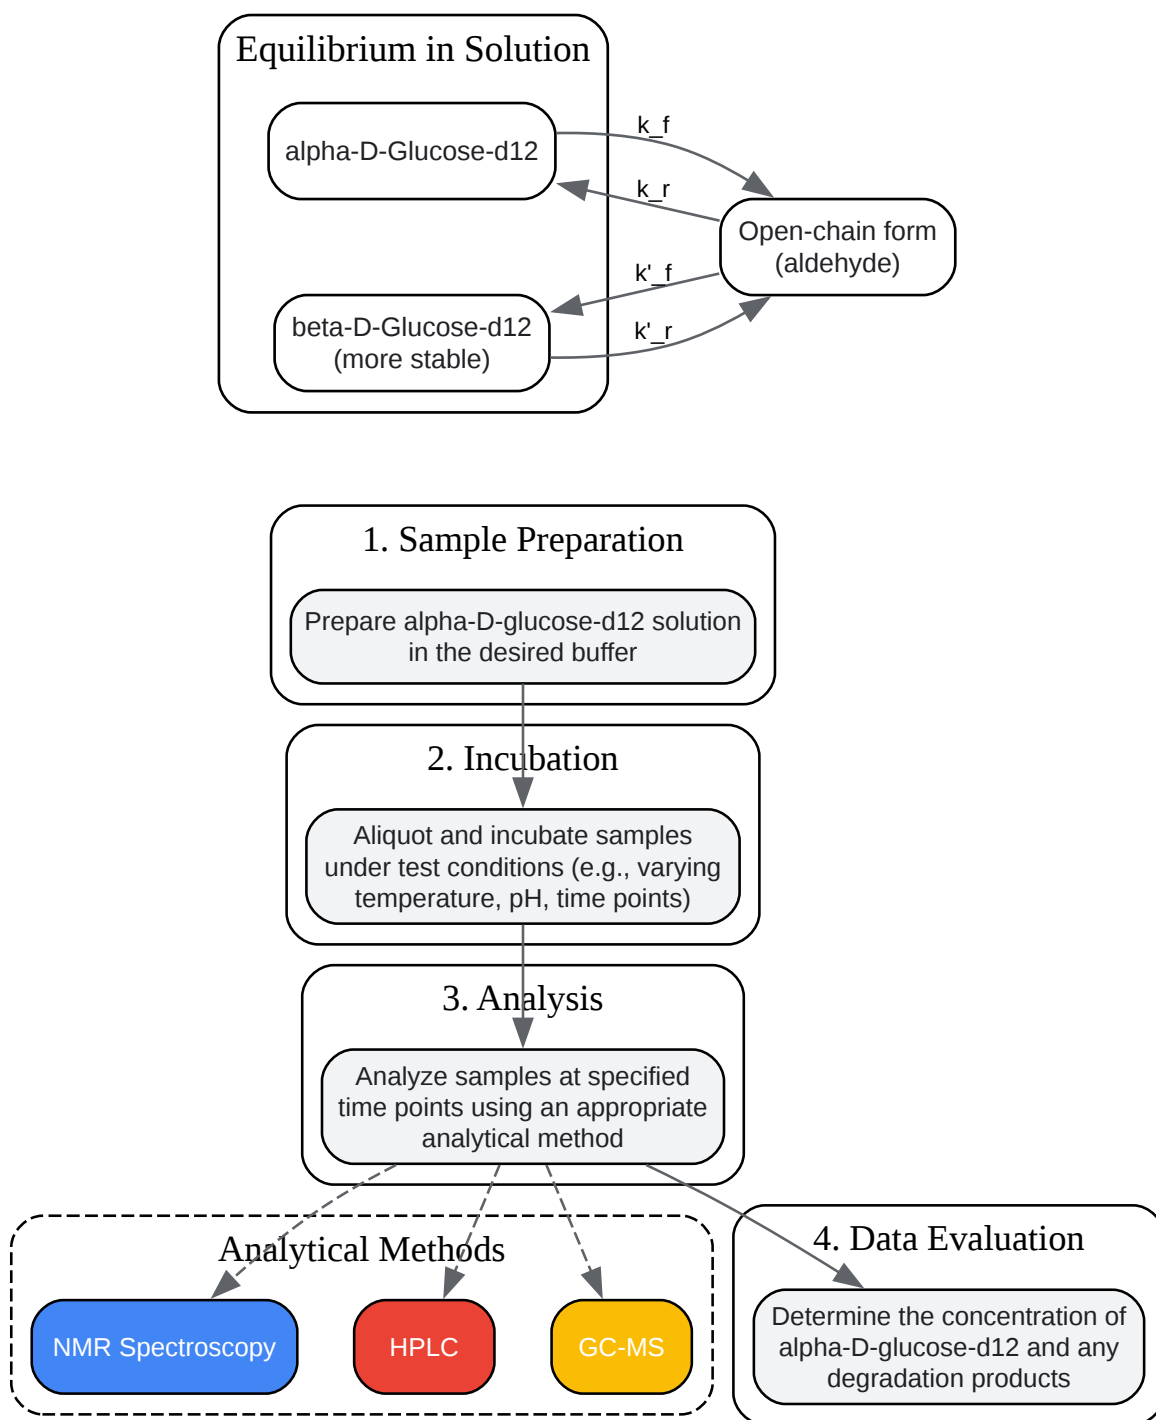 Equilibrium in Solution
alpha-D-Glucose-d12
k_f
k_r
Open-chain form
(aldehyde)
k'_f
k'_r
beta-D-Glucose-d12
(more stable)
1. Sample Preparation
Prepare alpha-D-glucose-d12 solution
in the desired buffer
2. Incubation
Aliquot and incubate samples
under test conditions (e.g., varying
temperature, pH, time points)
3. Analysis
Analyze samples at specified
time points using an appropriate
analytical method
Analytical Methods
NMR Spectroscopy
HPLC
GC-MS
4. Data Evaluation
Determine the concentration of
alpha-D-glucose-d12 and any
degradation products